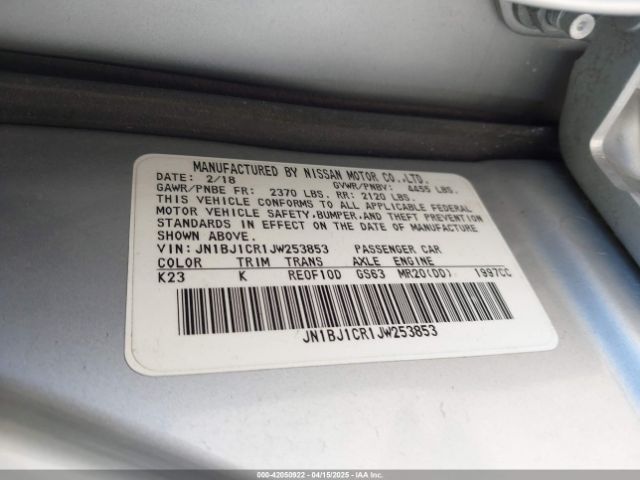 MANUFACTURED BY NISSAN MOTOR CO.,LTD.
DATE: 2/18 GVWR/PNBV: 4455 LBS.
GAWR/PNBE FR: 2370 LBS. RR: 2120 LBS.
THIS VEHICLE CONFORMS TO ALL APPLICABLE FEDERAL
MOTOR VEHICLE SAFETY,BUMPER,AND THEFT PREVENTION
STANDARDS IN EFFECT ON THE DATE OF MANUFACTURE
SHOWN ABOVE.
VIN:JN1BJ1CR1JW253853 PASSENGER CAR
COLOR TRIM TRANS AXLE ENGINE
K23 K RE0F10D GS63 MR20(DD) 1997CC
JN1BJ1CR1JW253853
000-42050922 04/15/2025 IAA Inc.